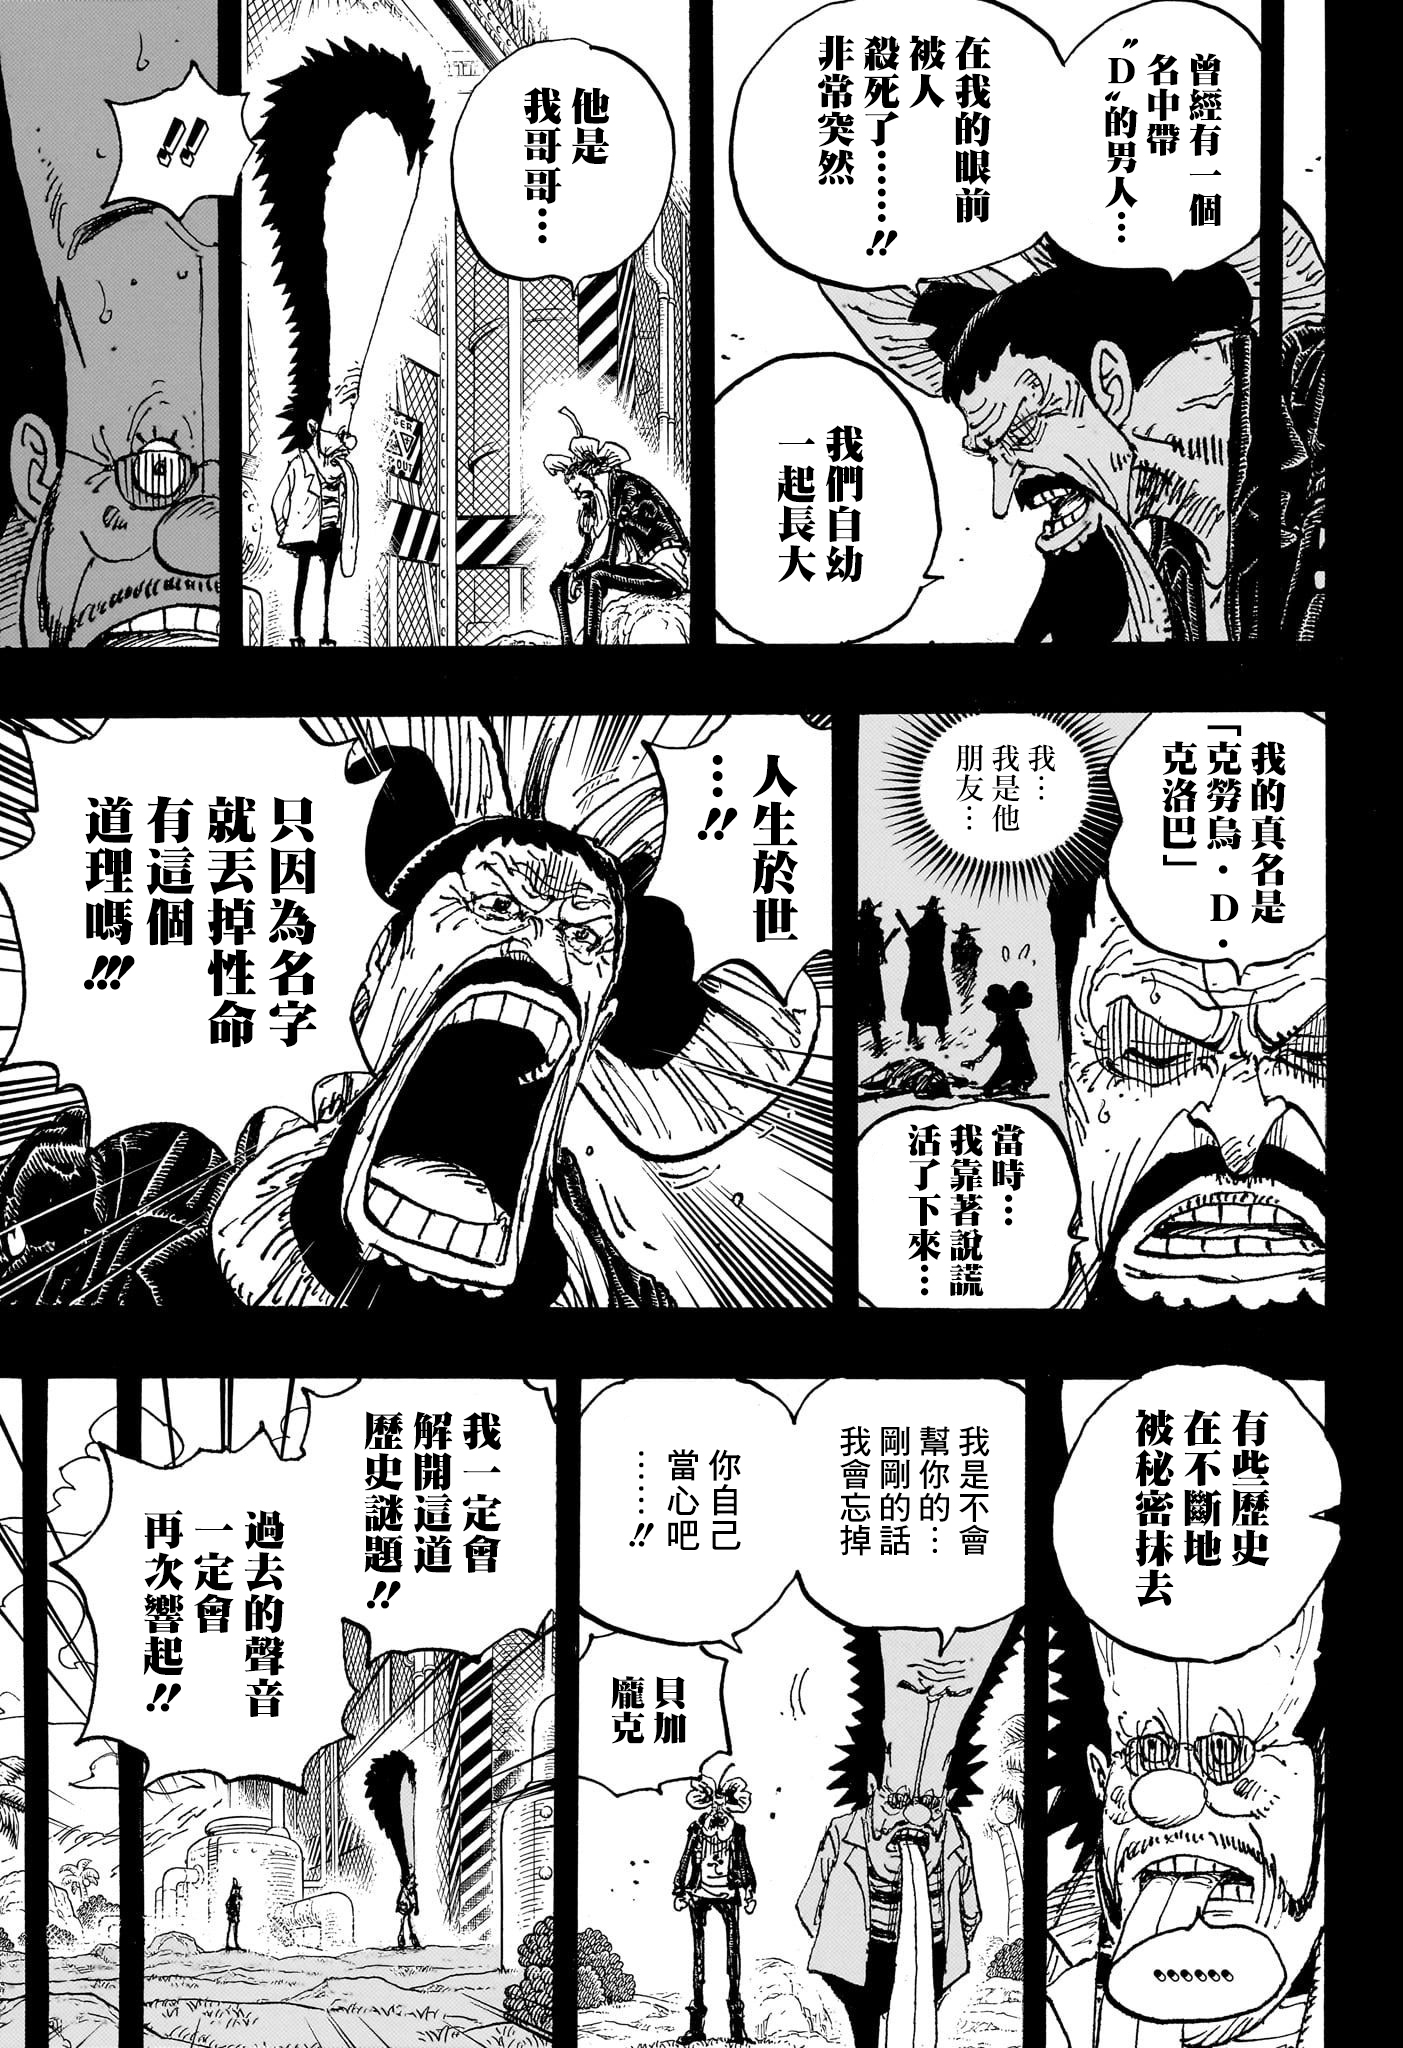 曾經有一個
名中帶
〝D〞的男人…
在我的眼前
被人
殺死了………!!
非常突然
我們自幼
一起長大
他是
我哥哥…
!!
我的真名是
「克勞烏·D·
克洛巴」
我…
我是他
朋友…
當時…
我靠著說謊
活了下來…
人生於世
…!!
只因為名字
就丟掉性命
有這個
道理嗎!!!
有些歷史
在不斷地
被秘密抹去
……
我是不會
幫你的…
剛剛的話
我會忘掉
你自己
當心吧
……!!
貝加
龐克
我一定會
解開這道
歷史謎題!!
過去的聲音
一定會
再次響起!!